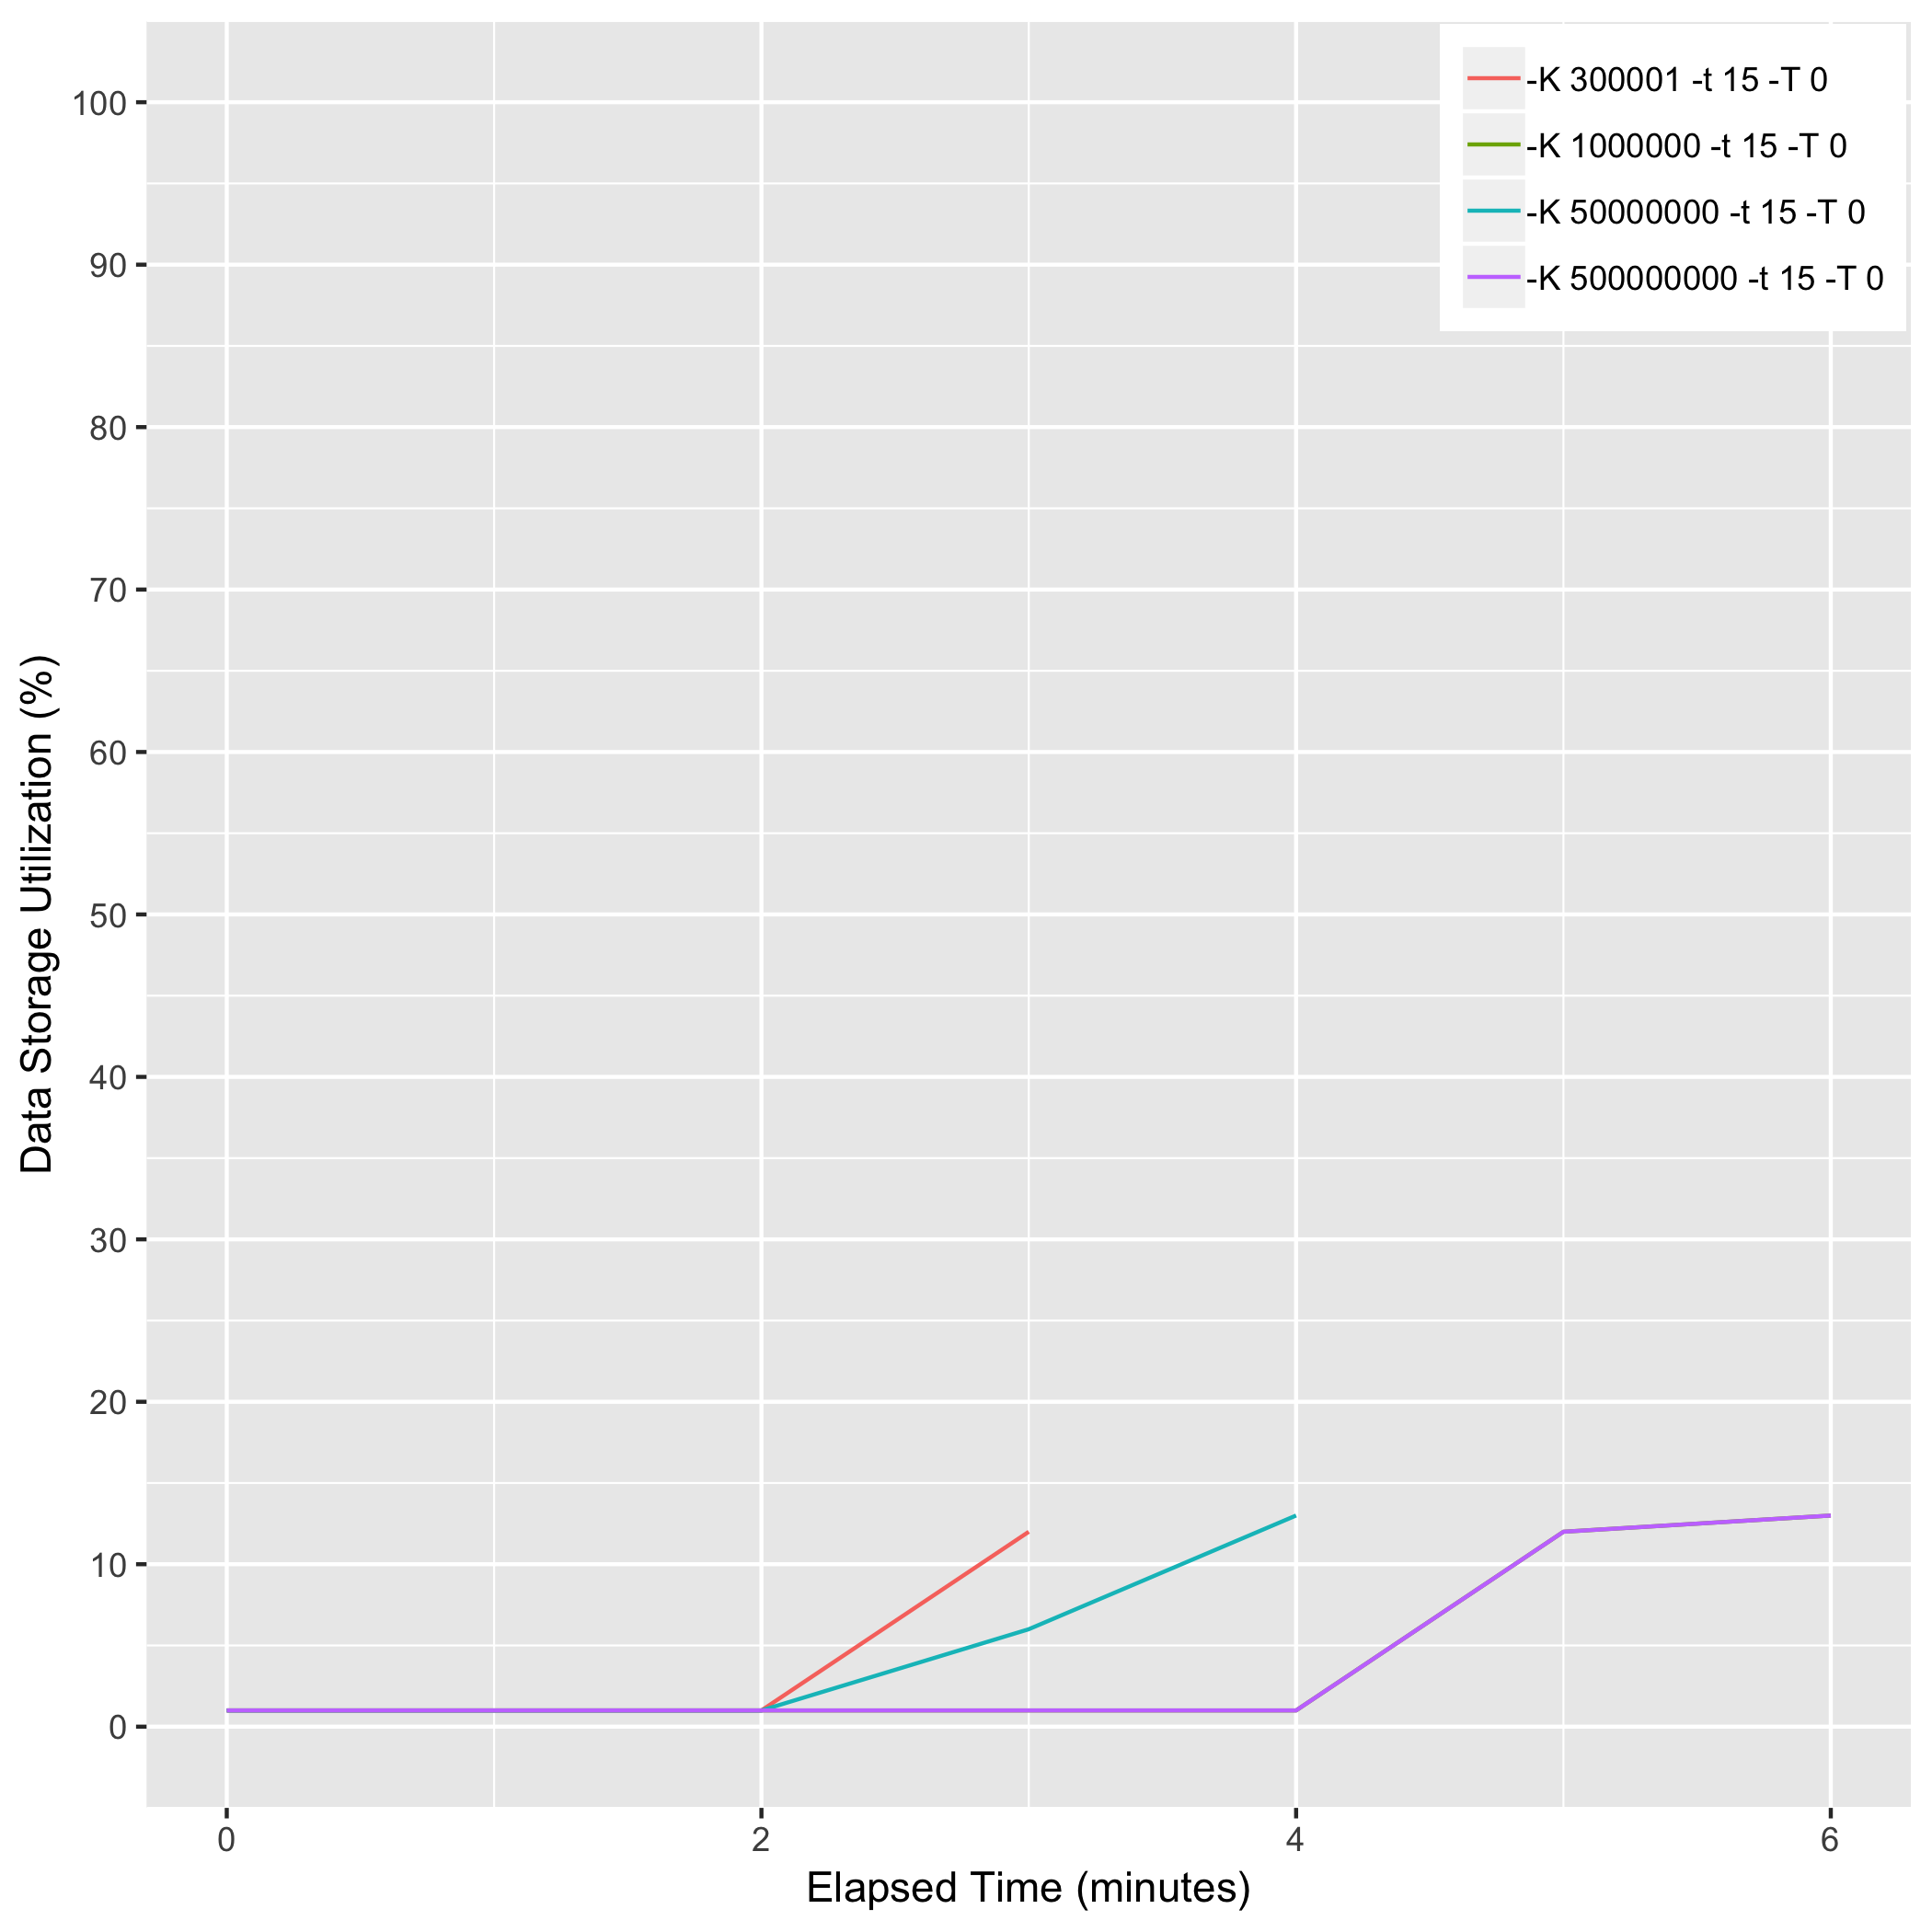 -K 300001 -t 15 -T 0
-K 1000000 -t 15 -T 0
-K 50000000 -t 15 -T 0
-K 500000000 -t 15 -T 0
100
90
80
70
60
50
40
30
20
10
0
Data Storage Utilization (%)
0 2 4 6
Elapsed Time (minutes)